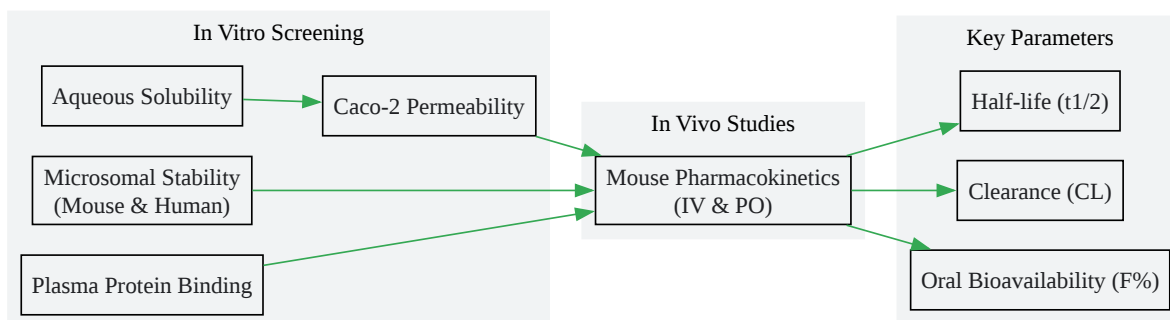 In Vitro Screening
Aqueous Solubility
Caco-2 Permeability
Microsomal Stability
(Mouse & Human)
Plasma Protein Binding
In Vivo Studies
Mouse Pharmacokinetics
(IV & PO)
Key Parameters
Half-life (t1/2)
Clearance (CL)
Oral Bioavailability (F%)